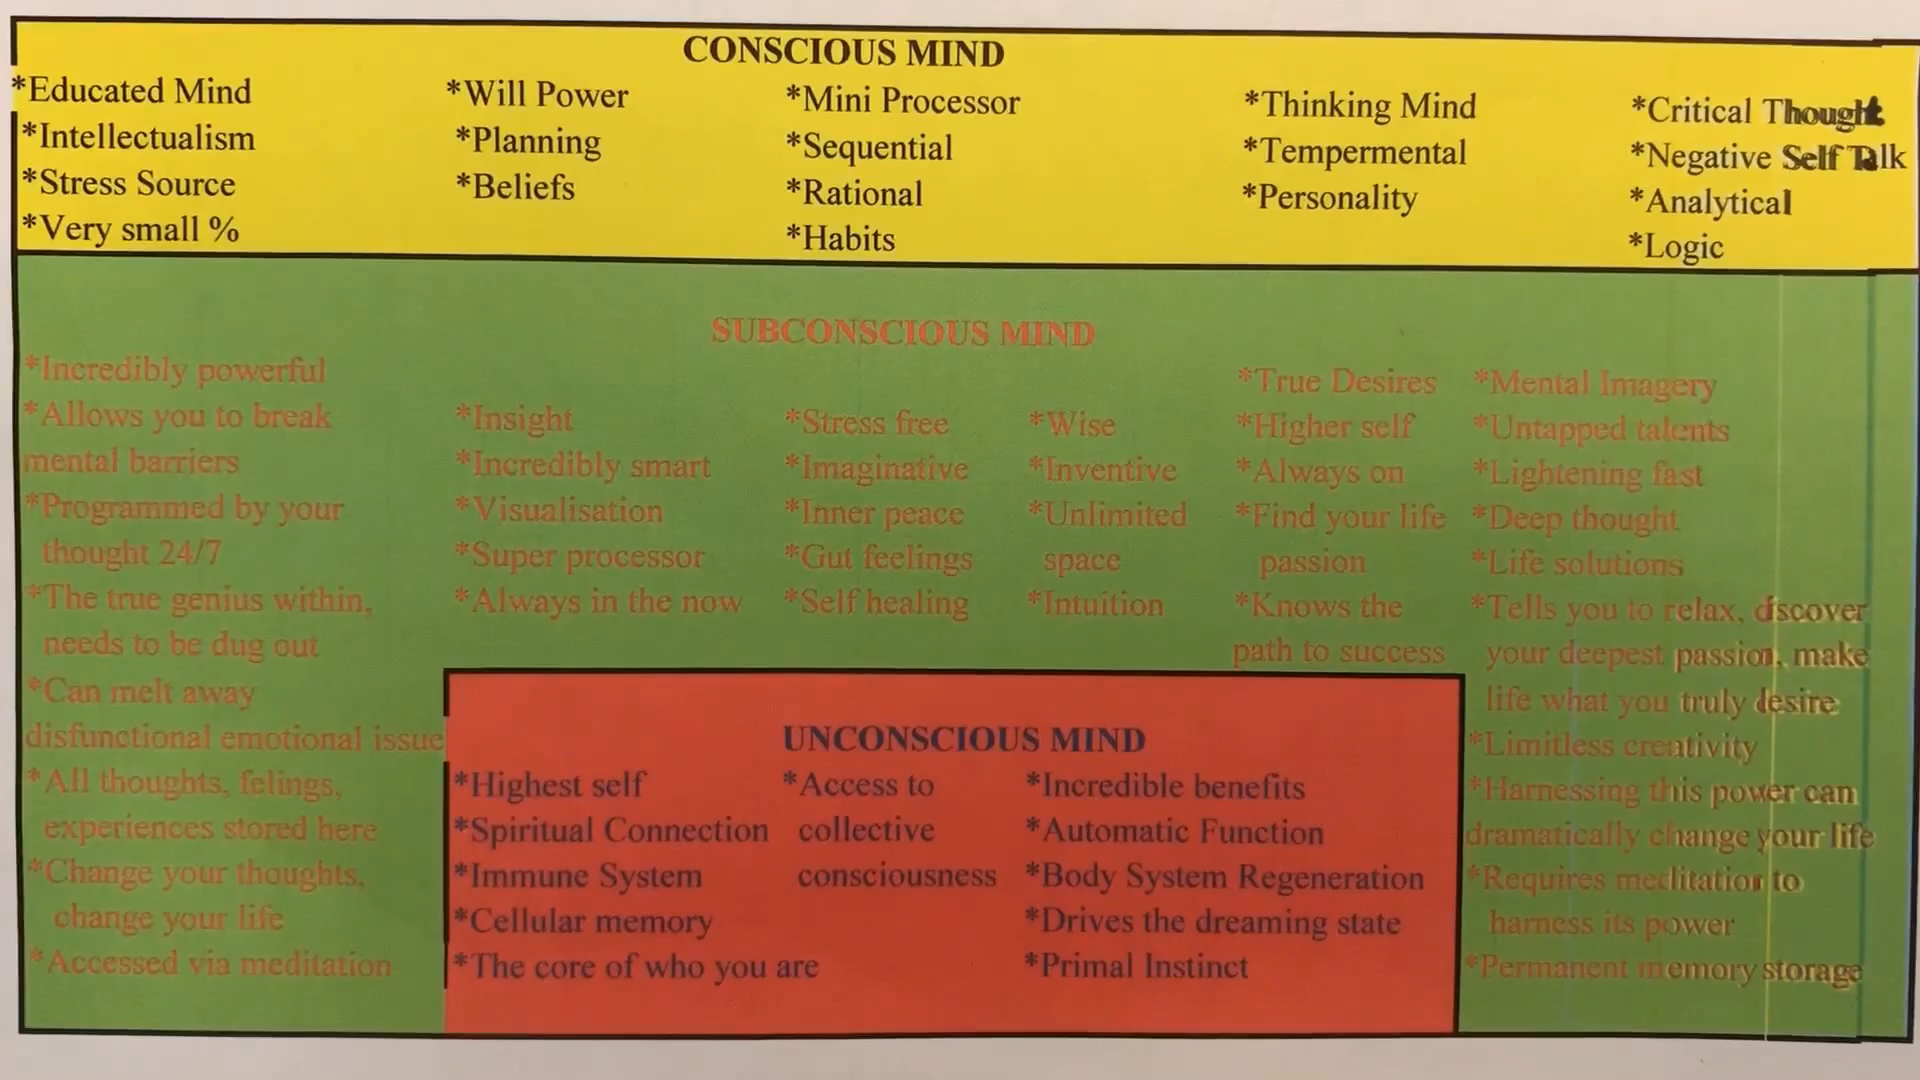 CONSCIOUS MIND
*Educated Mind
*Intellectualism
*Stress Source
*Very small %
*Will Power
*Planning
*Beliefs
*Mini Processor
*Sequential
*Rational
*Habits
*Thinking Mind
*Tempermental
*Personality
*Critical Thought
*Negative Self Talk
*Analytical
*Logic
SUBCONSCIOUS MIND
*Incredibly powerful
*Allows you to break
mental barriers
*Programmed by your
thought 24/7
*The true genius within,
needs to be dug out
*Can melt away
disfunctional emotional issue
*All thoughts, felings,
experiences stored here
*Change your thoughts,
change your life
*Accessed via meditation
*Insight
*Incredibly smart
*Visualisation
*Super processor
*Always in the now
*Stress free
*Imaginative
*Inner peace
*Gut feelings
*Self healing
*Wise
*Inventive
*Unlimited
space
*Intuition
*True Desires
*Higher self
*Always on
*Find your life
passion
*Knows the
path to success
*Mental Imagery
*Untapped talents
*Lightening fast
*Deep thought
*Life solutions
*Tells you to relax, discover
your deepest passion, make
life what you truly desire
*Limitless creativity
*Harnessing this power can
dramatically change your life
*Requires meditation to
harness its power
*Permanent memory storage
UNCONSCIOUS MIND
*Highest self
*Spiritual Connection
*Immune System
*Cellular memory
*The core of who you are
*Access to
collective
consciousness
*Incredible benefits
*Automatic Function
*Body System Regeneration
*Drives the dreaming state
*Primal Instinct